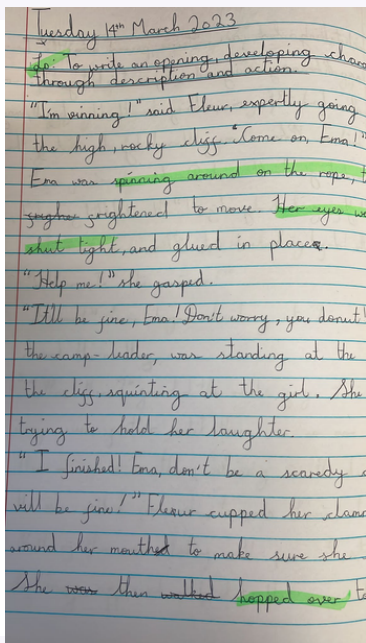 Tuesday 14th March 2023
Lo: To write an opening, developing chara
through description and action.
"I'm winning!" said Fleur, expertly going
the high, rocky cliff. "Come on, Ema!"
Ema was spinning around on the rope, t
frightened to move. Her eyes we
shut tight, and glued in place.
"Help me!" she gasped.
"It'll be fine, Ema! Don't worry, you donut!
the camp-leader, was standing at the
the cliff, squinting at the girl. She
trying to hold her laughter.
"I finished! Ema, don't be a scaredy c
will be fine!" Fleur cupped her clam
around her mouth to make sure she
She was then walked hopped over to